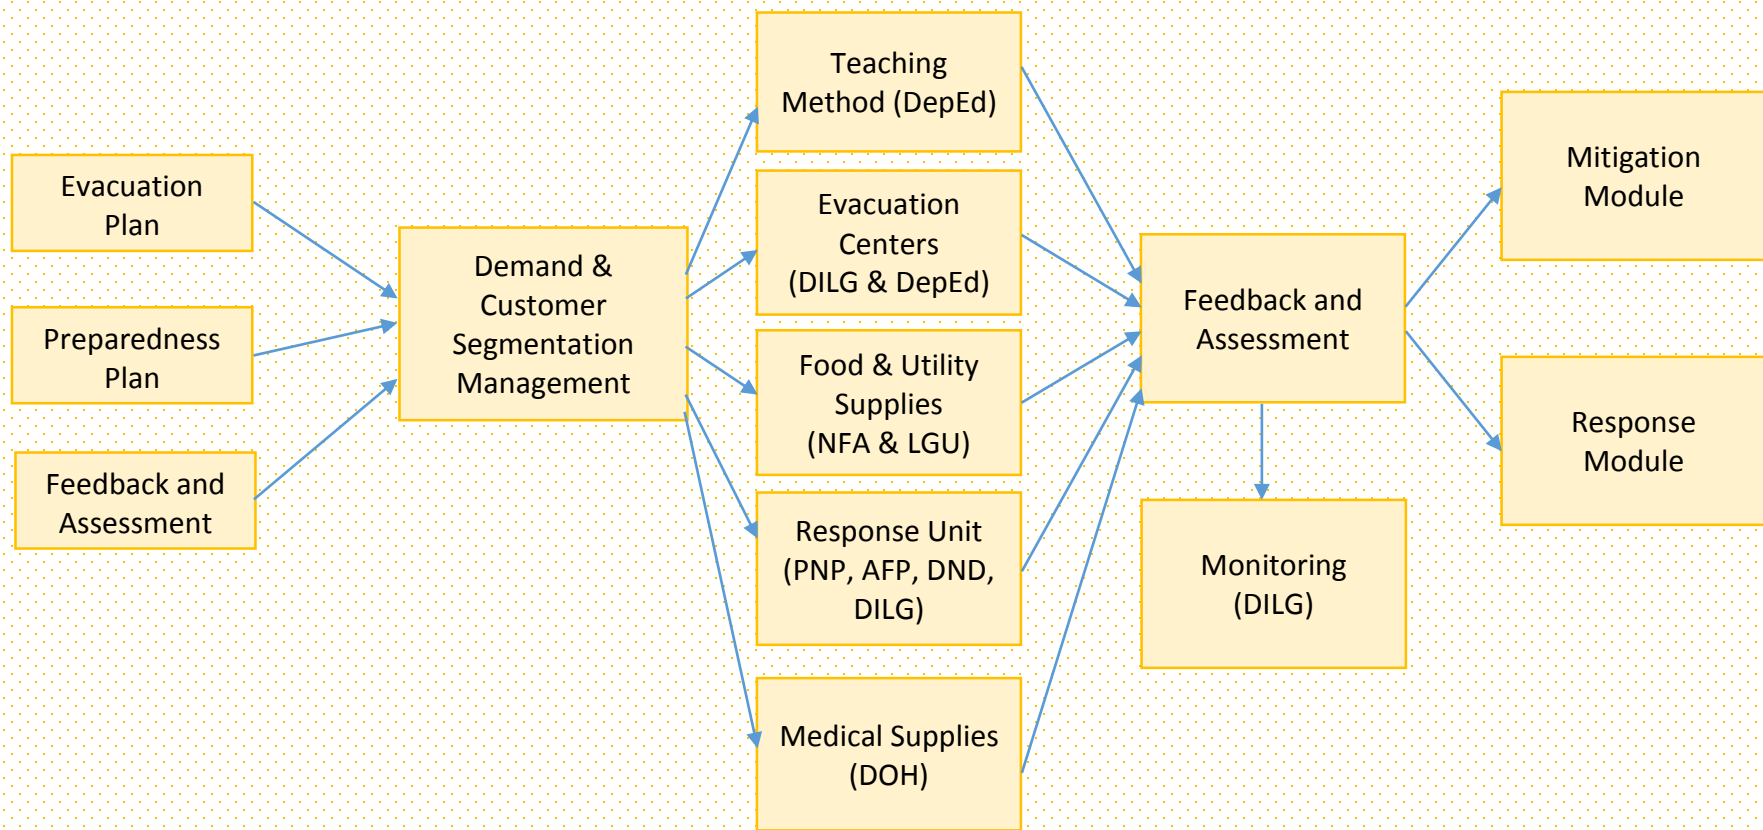 Evacuation
Plan
Preparedness
Plan
Feedback and
Assessment
Demand &
Customer
Segmentation
Management
Teaching
Method (DepEd)
Evacuation
Centers
(DILG & DepEd)
Food & Utility
Supplies
(NFA & LGU)
Response Unit
(PNP, AFP, DND,
DILG)
Medical Supplies
(DOH)
Feedback and
Assessment
Monitoring
(DILG)
Mitigation
Module
Response
Module